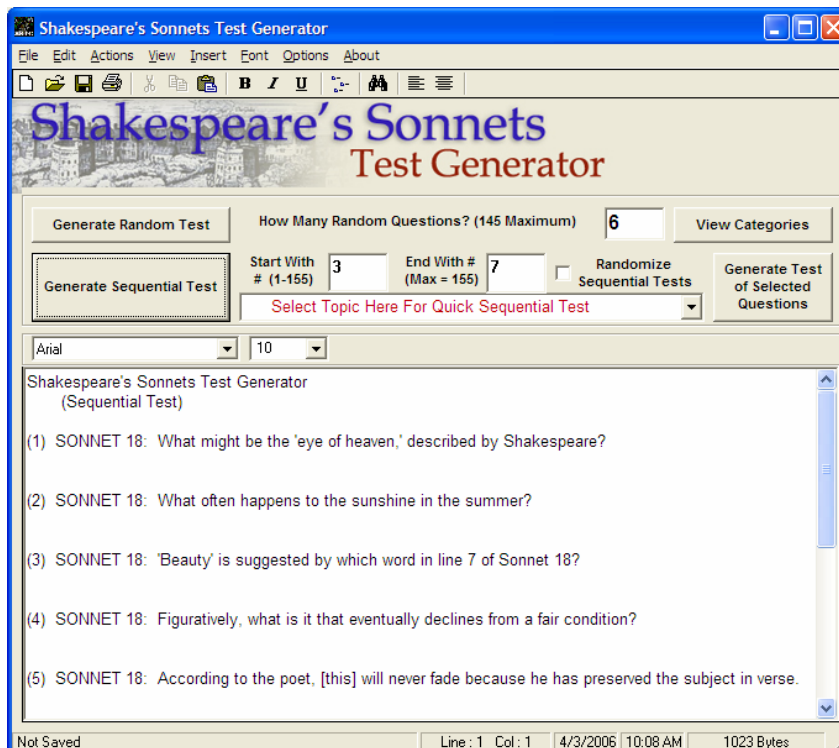 Shakespeare's Sonnets Test Generator
File Edit Actions View Insert Font Options About
B I U
Shakespeare's Sonnets
Test Generator
Generate Random Test How Many Random Questions? (145 Maximum) 6 View Categories
Generate Sequential Test Start With # (1-155) 3 End With # (Max = 155) 7 Randomize Sequential Tests Generate Test of Selected Questions
Select Topic Here For Quick Sequential Test
Arial 10
Shakespeare's Sonnets Test Generator
(Sequential Test)
(1) SONNET 18: What might be the 'eye of heaven,' described by Shakespeare?
(2) SONNET 18: What often happens to the sunshine in the summer?
(3) SONNET 18: 'Beauty' is suggested by which word in line 7 of Sonnet 18?
(4) SONNET 18: Figuratively, what is it that eventually declines from a fair condition?
(5) SONNET 18: According to the poet, [this] will never fade because he has preserved the subject in verse.
Not Saved Line : 1 Col : 1 4/3/2006 10:08 AM 1023 Bytes